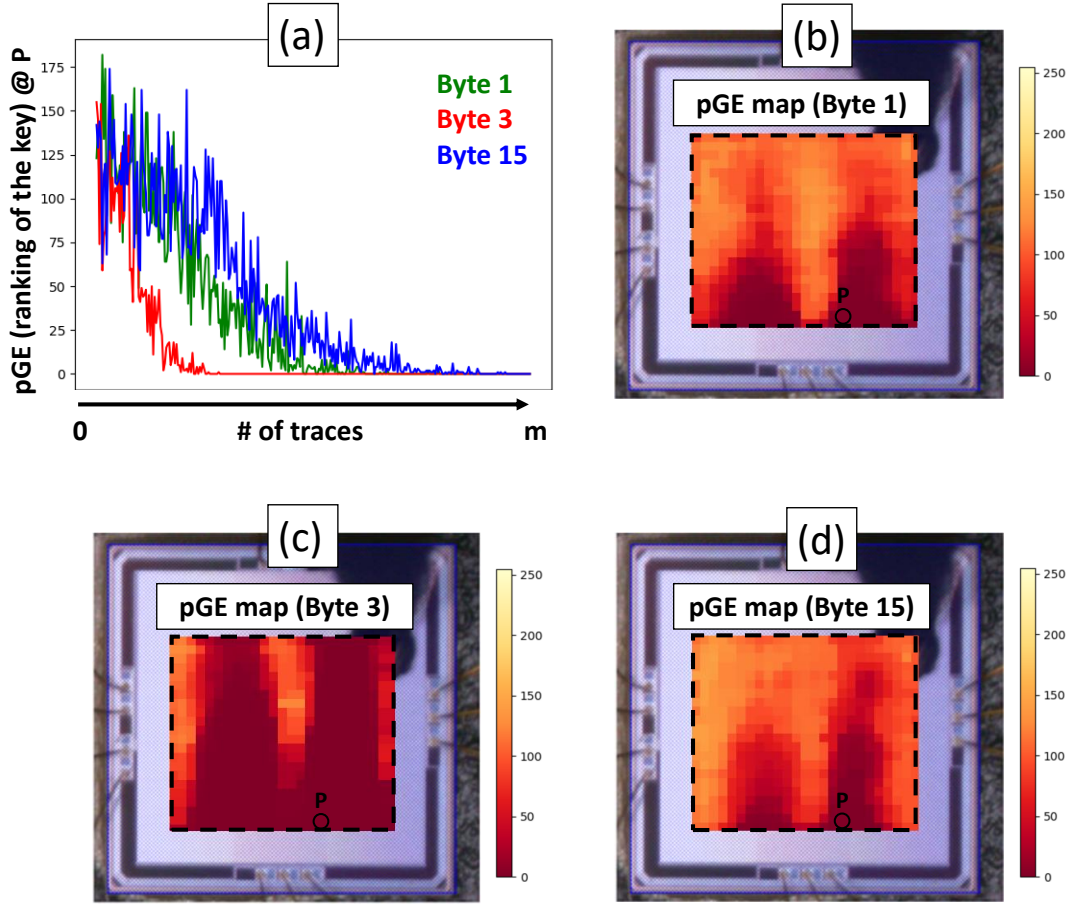 (a)
pGE (ranking of the key) @ P
175
150
125
100
75
50
25
0
Byte 1
Byte 3
Byte 15
0
# of traces
m
(b)
pGE map (Byte 1)
P
250
200
150
100
50
0
(c)
pGE map (Byte 3)
P
250
200
150
100
50
0
(d)
pGE map (Byte 15)
P
250
200
150
100
50
0